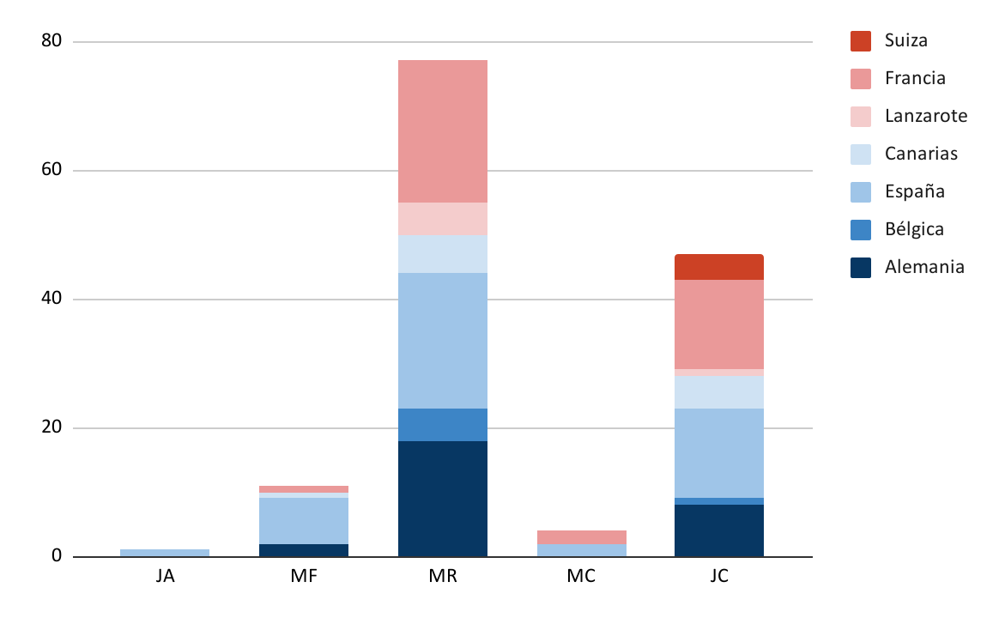 80
60
40
20
0
JA
MF
MR
MC
JC
Suiza
Francia
Lanzarote
Canarias
España
Bélgica
Alemania